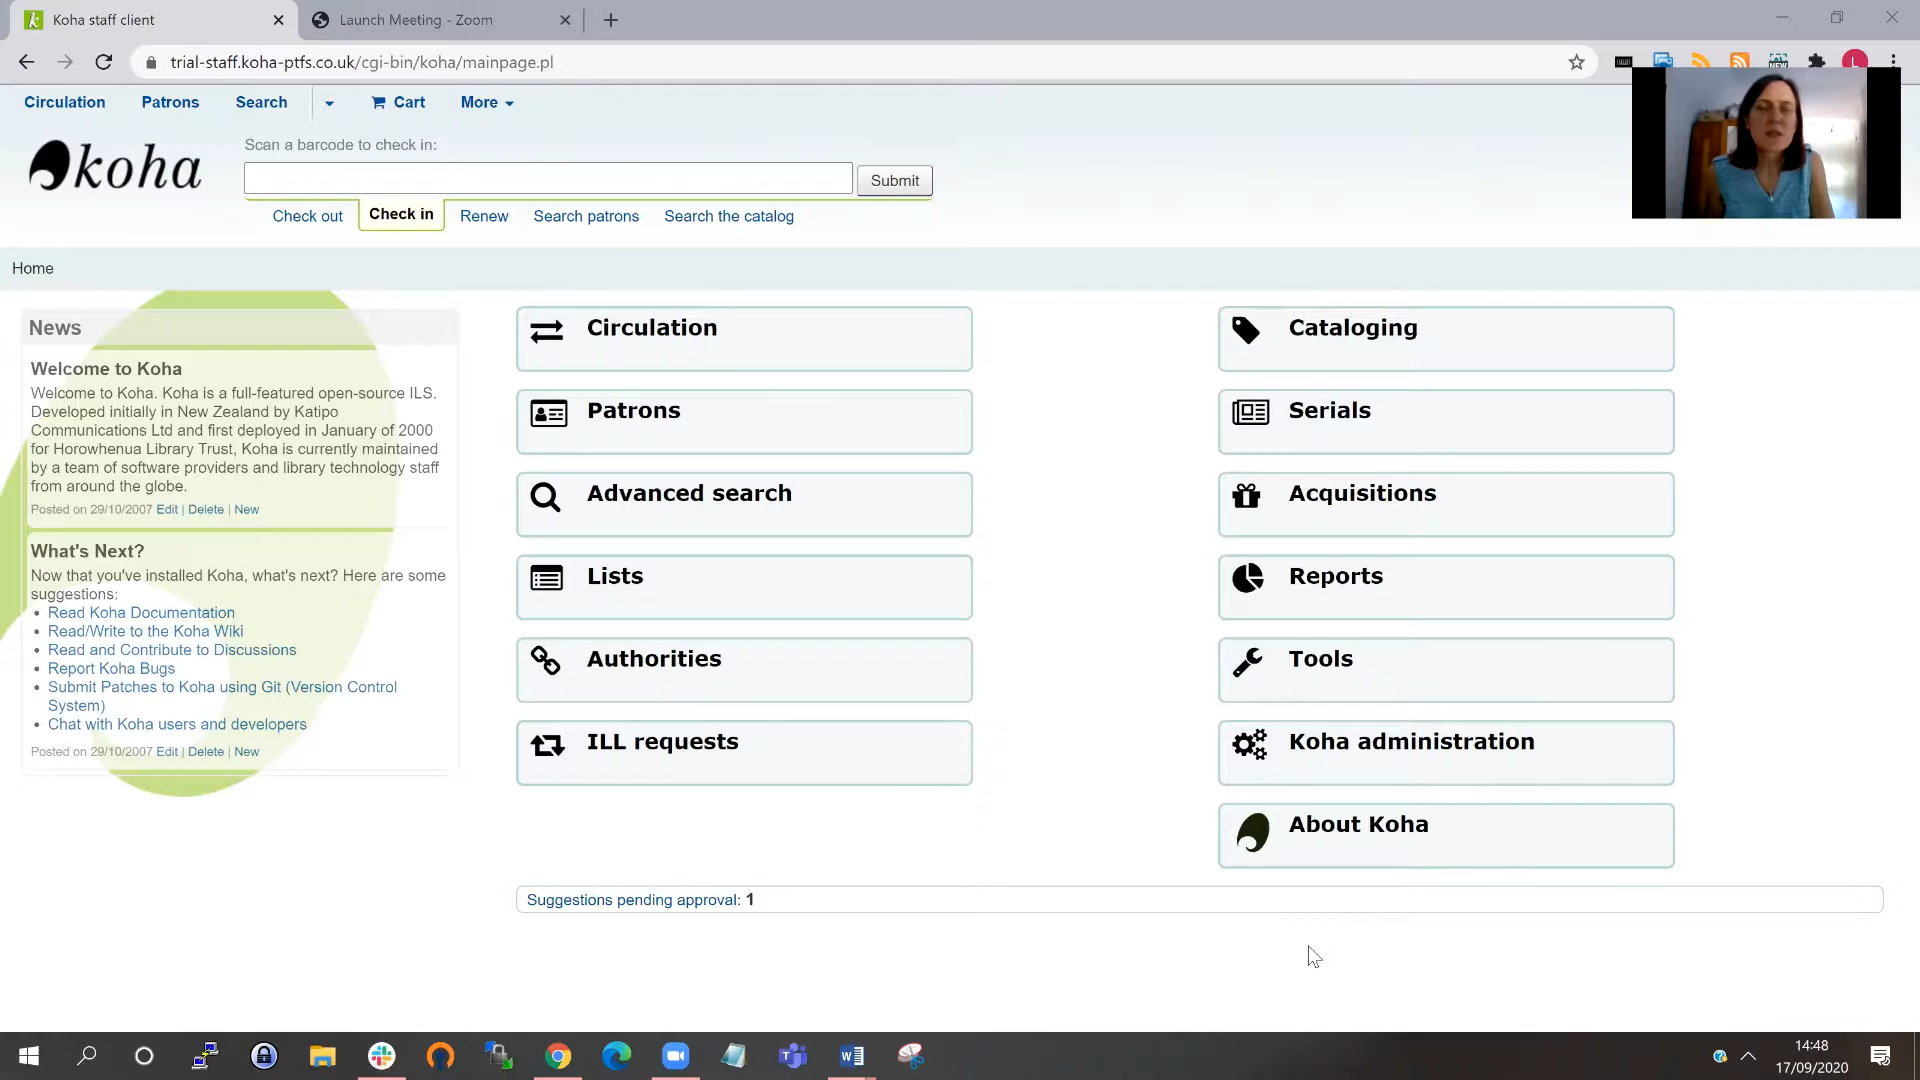 Koha staff client
Launch Meeting - Zoom
trial-staff.koha-ptfs.co.uk/cgi-bin/koha/mainpage.pl
L
Circulation Patrons Search Cart More
koha
Scan a barcode to check in:
Submit
Check out Check in Renew Search patrons Search the catalog
Home
News
Welcome to Koha
Welcome to Koha. Koha is a full-featured open-source ILS.
Developed initially in New Zealand by Katipo
Communications Ltd and first deployed in January of 2000
for Horowhenua Library Trust, Koha is currently maintained
by a team of software providers and library technology staff
from around the globe.
Posted on 29/10/2007 Edit | Delete | New
What's Next?
Now that you've installed Koha, what's next? Here are some
suggestions:
Read Koha Documentation
Read/Write to the Koha Wiki
Read and Contribute to Discussions
Report Koha Bugs
Submit Patches to Koha using Git (Version Control
System)
Chat with Koha users and developers
Posted on 29/10/2007 Edit | Delete | New
Circulation
Patrons
Advanced search
Lists
Authorities
ILL requests
Cataloging
Serials
Acquisitions
Reports
Tools
Koha administration
About Koha
Suggestions pending approval: 1
14:48
17/09/2020